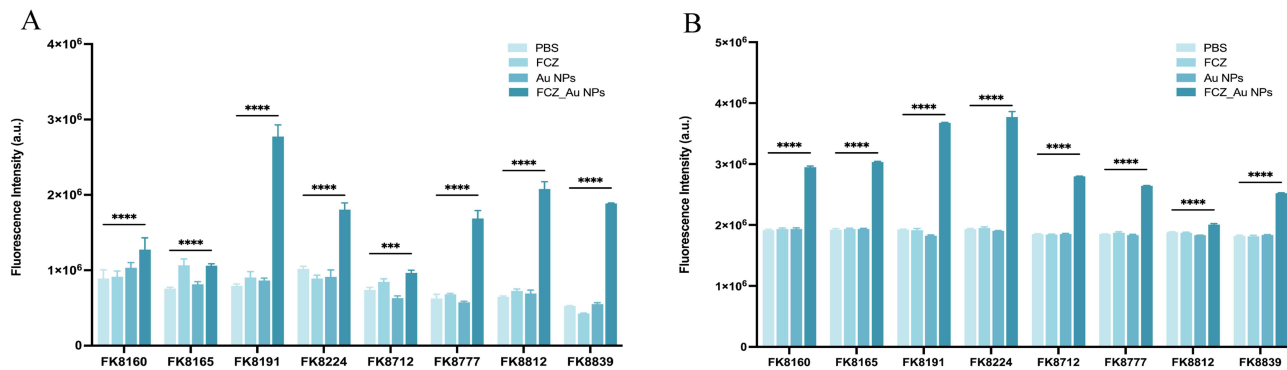 A
Fluorescence Intensity (a.u.)
4×10⁶
3×10⁶
2×10⁶
1×10⁶
0
PBS
FCZ
Au NPs
FCZ_Au NPs
**** **** **** **** *** **** **** ****
FK8160 FK8165 FK8191 FK8224 FK8712 FK8777 FK8812 FK8839
B
Fluorescence Intensity (a.u.)
5×10⁶
4×10⁶
3×10⁶
2×10⁶
1×10⁶
0
PBS
FCZ
Au NPs
FCZ_Au NPs
**** **** **** **** **** **** **** ****
FK8160 FK8165 FK8191 FK8224 FK8712 FK8777 FK8812 FK8839